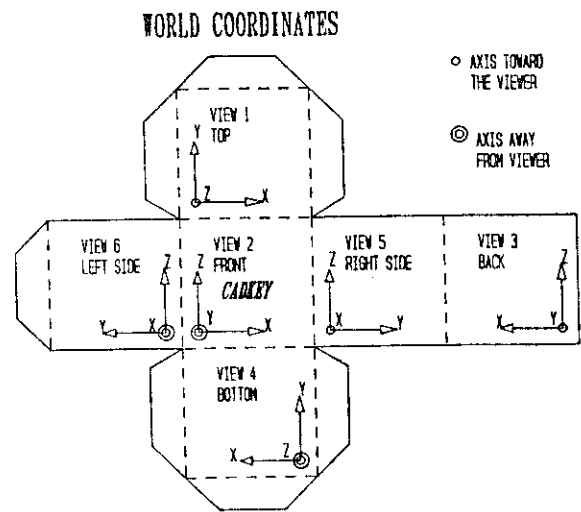 WORLD COORDINATES
AXIS TOWARD
THE VIEWER
AXIS AWAY
FROM VIEWER
VIEW 1
TOP
Y
Z
X
VIEW 6
LEFT SIDE
Z
Y
X
VIEW 2
FRONT
Z
CADKEY
Y
X
VIEW 5
RIGHT SIDE
Z
X
Y
VIEW 3
BACK
Z
X
Y
VIEW 4
BOTTOM
Y
Z
X